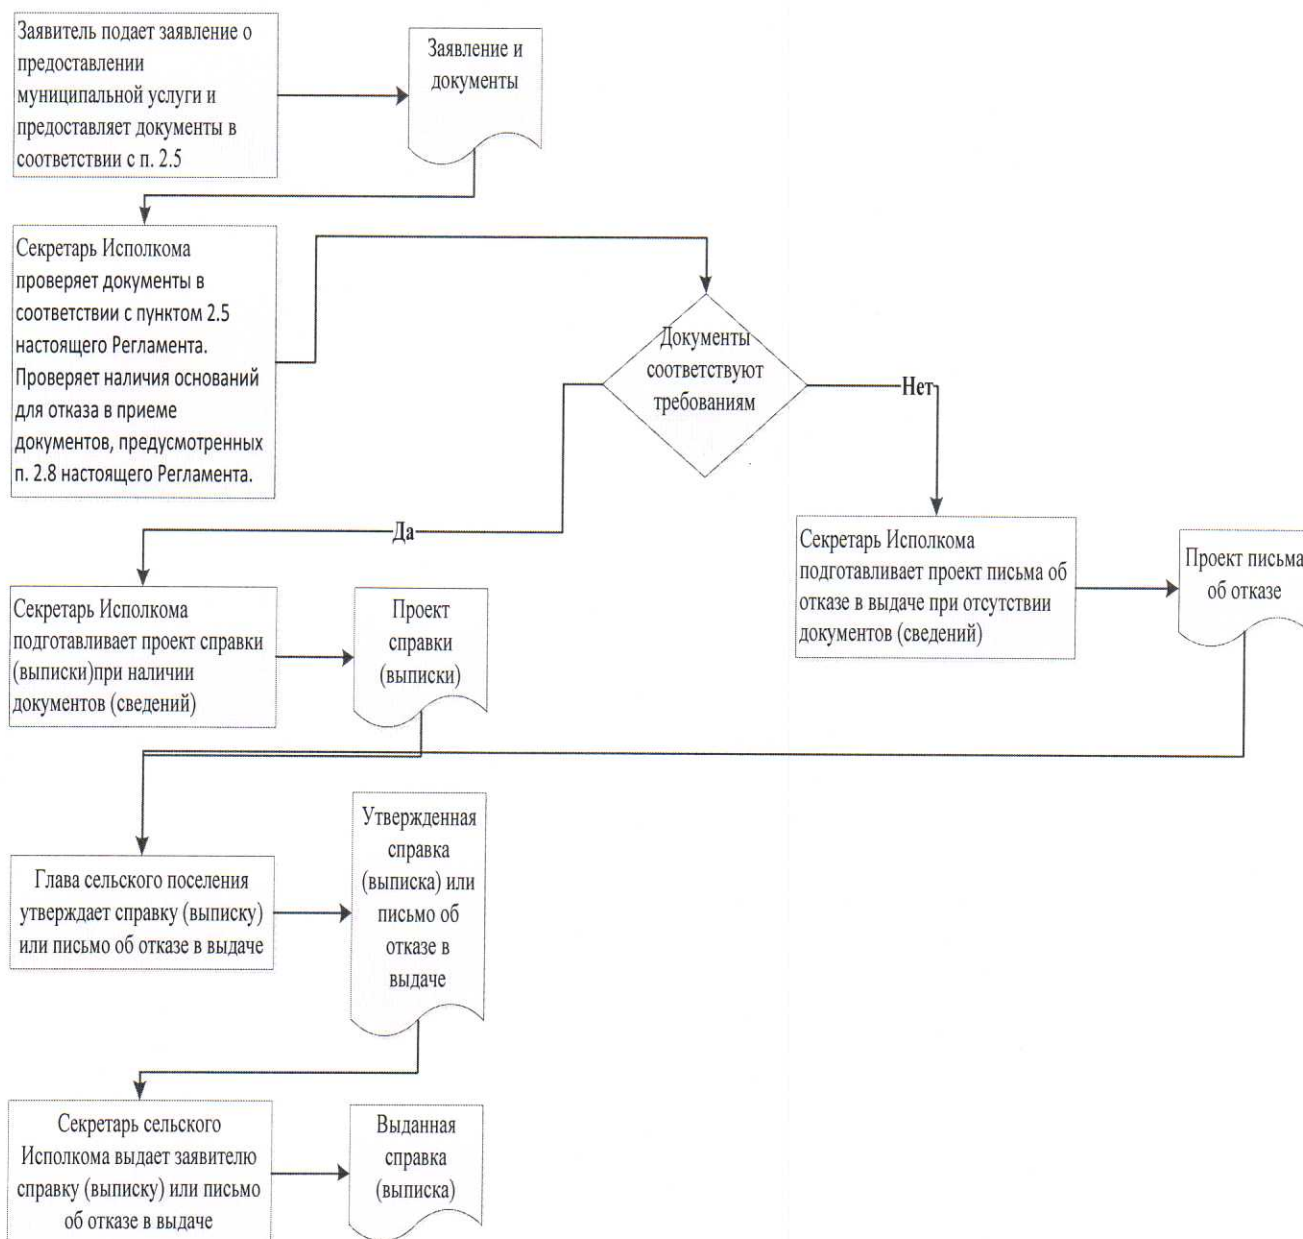 Заявитель подает заявление о
предоставлении
муниципальной услуги и
предоставляет документы в
соответствии с п. 2.5
Заявление и
документы
Секретарь Исполкома
проверяет документы в
соответствии с пунктом 2.5
настоящего Регламента.
Проверяет наличия оснований
для отказа в приеме
документов, предусмотренных
п. 2.8 настоящего Регламента.
Документы
соответствуют
требованиям
Нет
Да
Секретарь Исполкома
подготавливает проект письма об
отказе в выдаче при отсутствии
документов (сведений)
Проект письма
об отказе
Секретарь Исполкома
подготавливает проект справки
(выписки)при наличии
документов (сведений)
Проект
справки
(выписки)
Глава сельского поселения
утверждает справку (выписку)
или письмо об отказе в выдаче
Утвержденная
справка
(выписка) или
письмо об
отказе в
выдаче
Секретарь сельского
Исполкома выдает заявителю
справку (выписку) или письмо
об отказе в выдаче
Выданная
справка
(выписка)